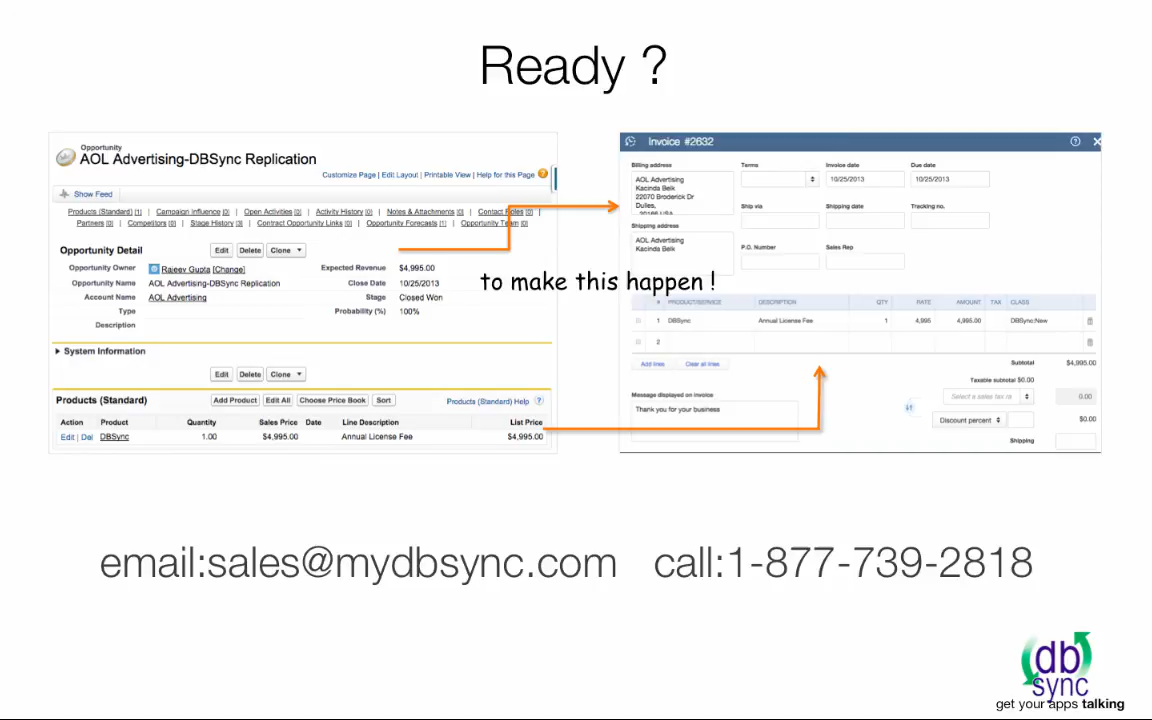 Ready ?
Opportunity
AOL Advertising-DBSync Replication
Customize Page | Edit Layout | Printable View | Help for this Page
Show Feed
Products (Standard) [1] | Campaign Influence [0] | Open Activities [0] | Activity History [0] | Notes & Attachments [0] | Contact Roles [0] |
Partners [0] | Competitors [0] | Stage History [3] | Contract Opportunity Links [0] | Opportunity Forecasts [1] | Opportunity Team [0]
Opportunity Detail Edit Delete Clone
Opportunity Owner Rajeev Gupta [Change] Expected Revenue $4,995.00
Opportunity Name AOL Advertising-DBSync Replication Close Date 10/25/2013
Account Name AOL Advertising Stage Closed Won
Type Probability (%) 100%
Description
System Information
Edit Delete Clone
Products (Standard) Add Product Edit All Choose Price Book Sort Products (Standard) Help ?
Action Product Quantity Sales Price Date Line Description List Price
Edit | Del DBSync 1.00 $4,995.00 Annual License Fee $4,995.00
to make this happen !
Invoice #2632
Billing address Terms Invoice date Due date
AOL Advertising 10/25/2013 10/25/2013
Kacinda Belk
22070 Broderick Dr
Dulles,
Ship via Shipping date Tracking no.
Shipping address
AOL Advertising
Kacinda Belk
P.O. Number Sales Rep
# PRODUCT/SERVICE DESCRIPTION QTY RATE AMOUNT TAX CLASS
1 DBSync Annual License Fee 1 4,995 4,995.00 DBSync:New
2
Add lines Clear all lines Subtotal $4,995.00
Taxable subtotal $0.00
Message displayed on invoice Select a sales tax ra 0.00
Thank you for your business
Discount percent $0.00
Shipping
email:sales@mydbsync.com call:1-877-739-2818
db
sync
get your apps talking